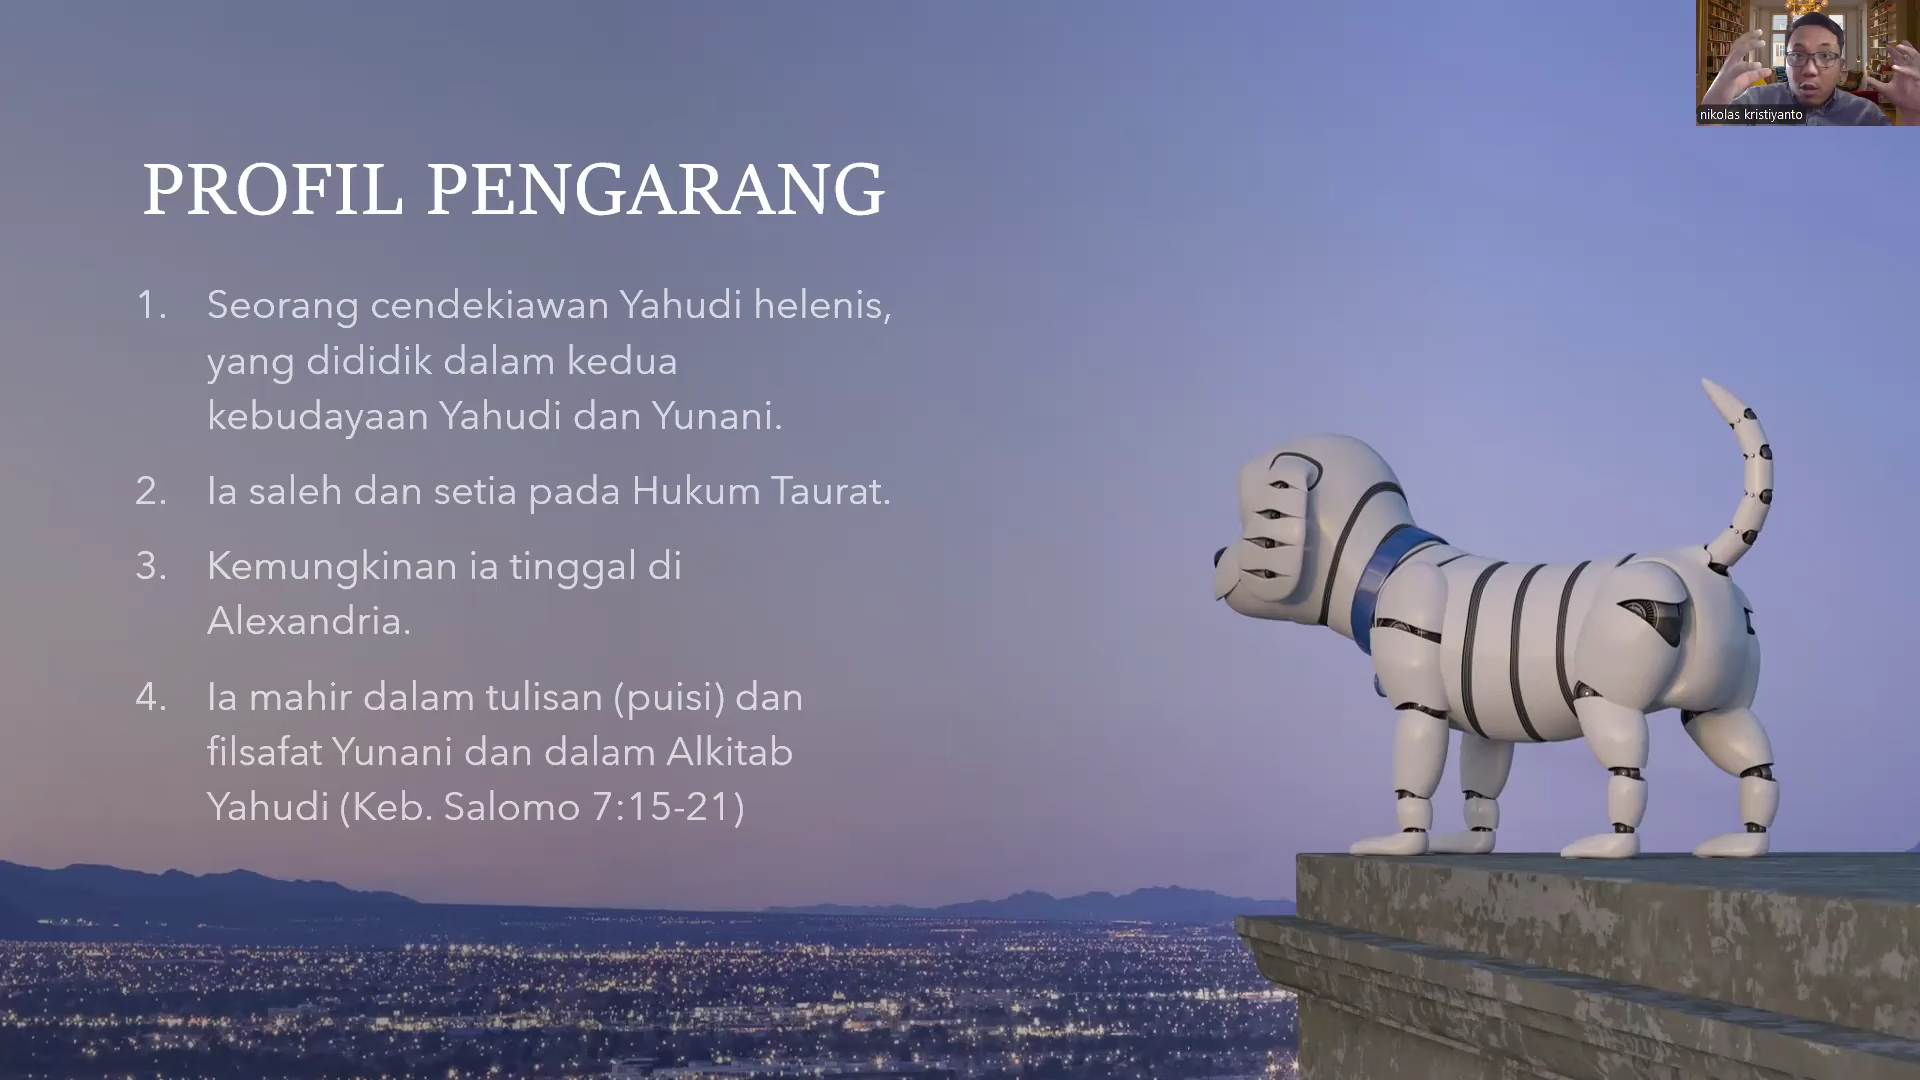 nikolas kristiyanto
PROFIL PENGARANG
1. Seorang cendekiawan Yahudi helenis,
yang dididik dalam kedua
kebudayaan Yahudi dan Yunani.
2. Ia saleh dan setia pada Hukum Taurat.
3. Kemungkinan ia tinggal di
Alexandria.
4. Ia mahir dalam tulisan (puisi) dan
filsafat Yunani dan dalam Alkitab
Yahudi (Keb. Salomo 7:15-21)